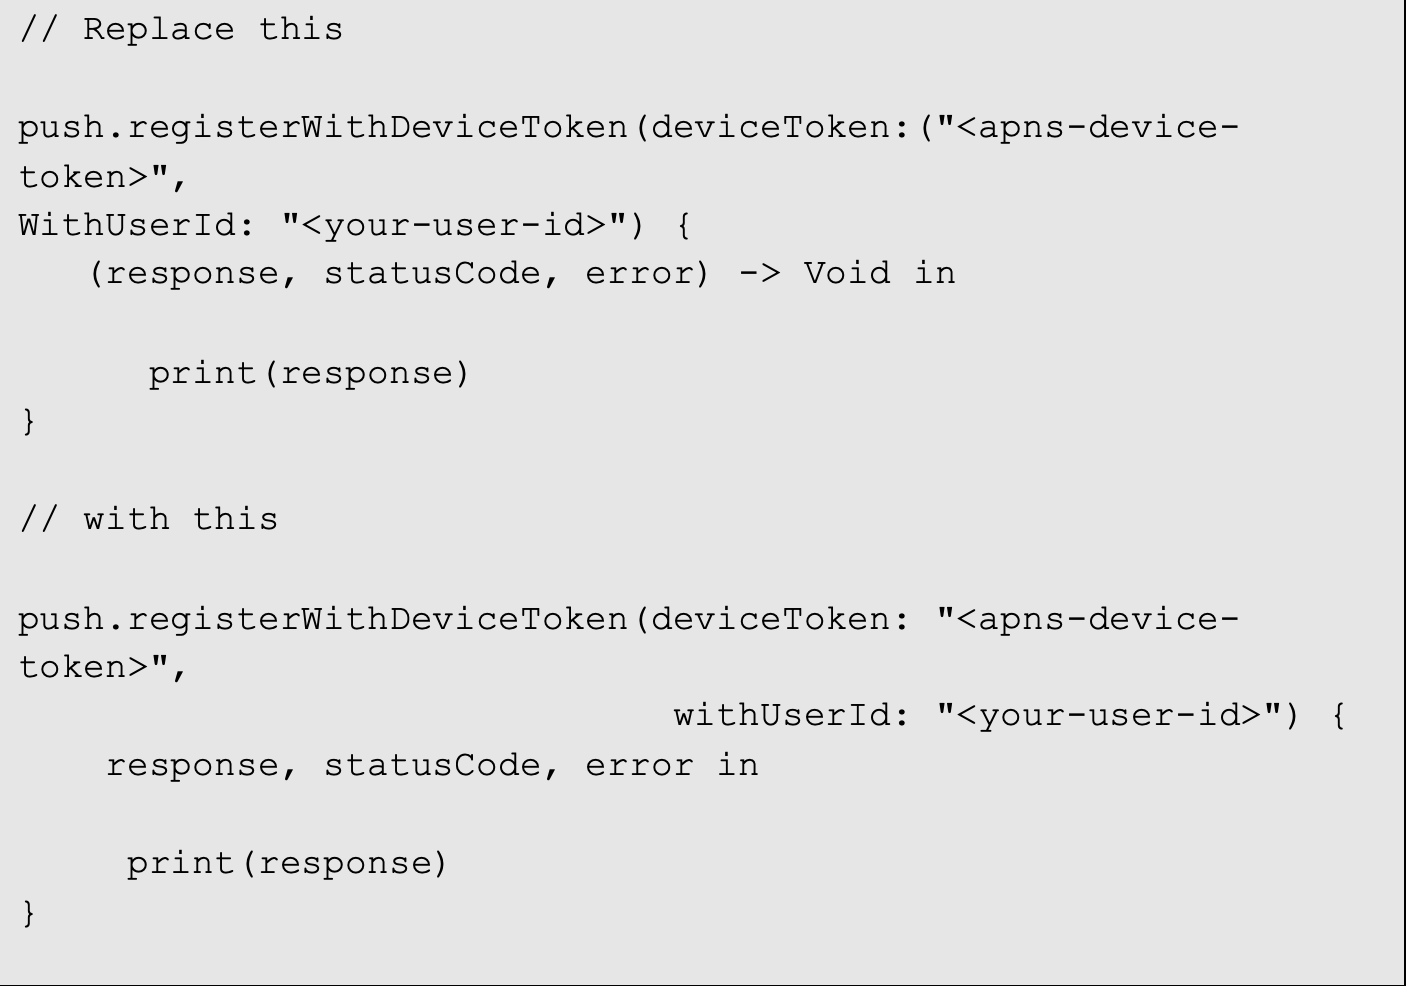 // Replace this
push.registerWithDeviceToken(deviceToken:("<apns-device-
token>",
WithUserId: "<your-user-id>") {
(response, statusCode, error) -> Void in
print(response)
}
// with this
push.registerWithDeviceToken(deviceToken: "<apns-device-
token>",
withUserId: "<your-user-id>") {
response, statusCode, error in
print(response)
}